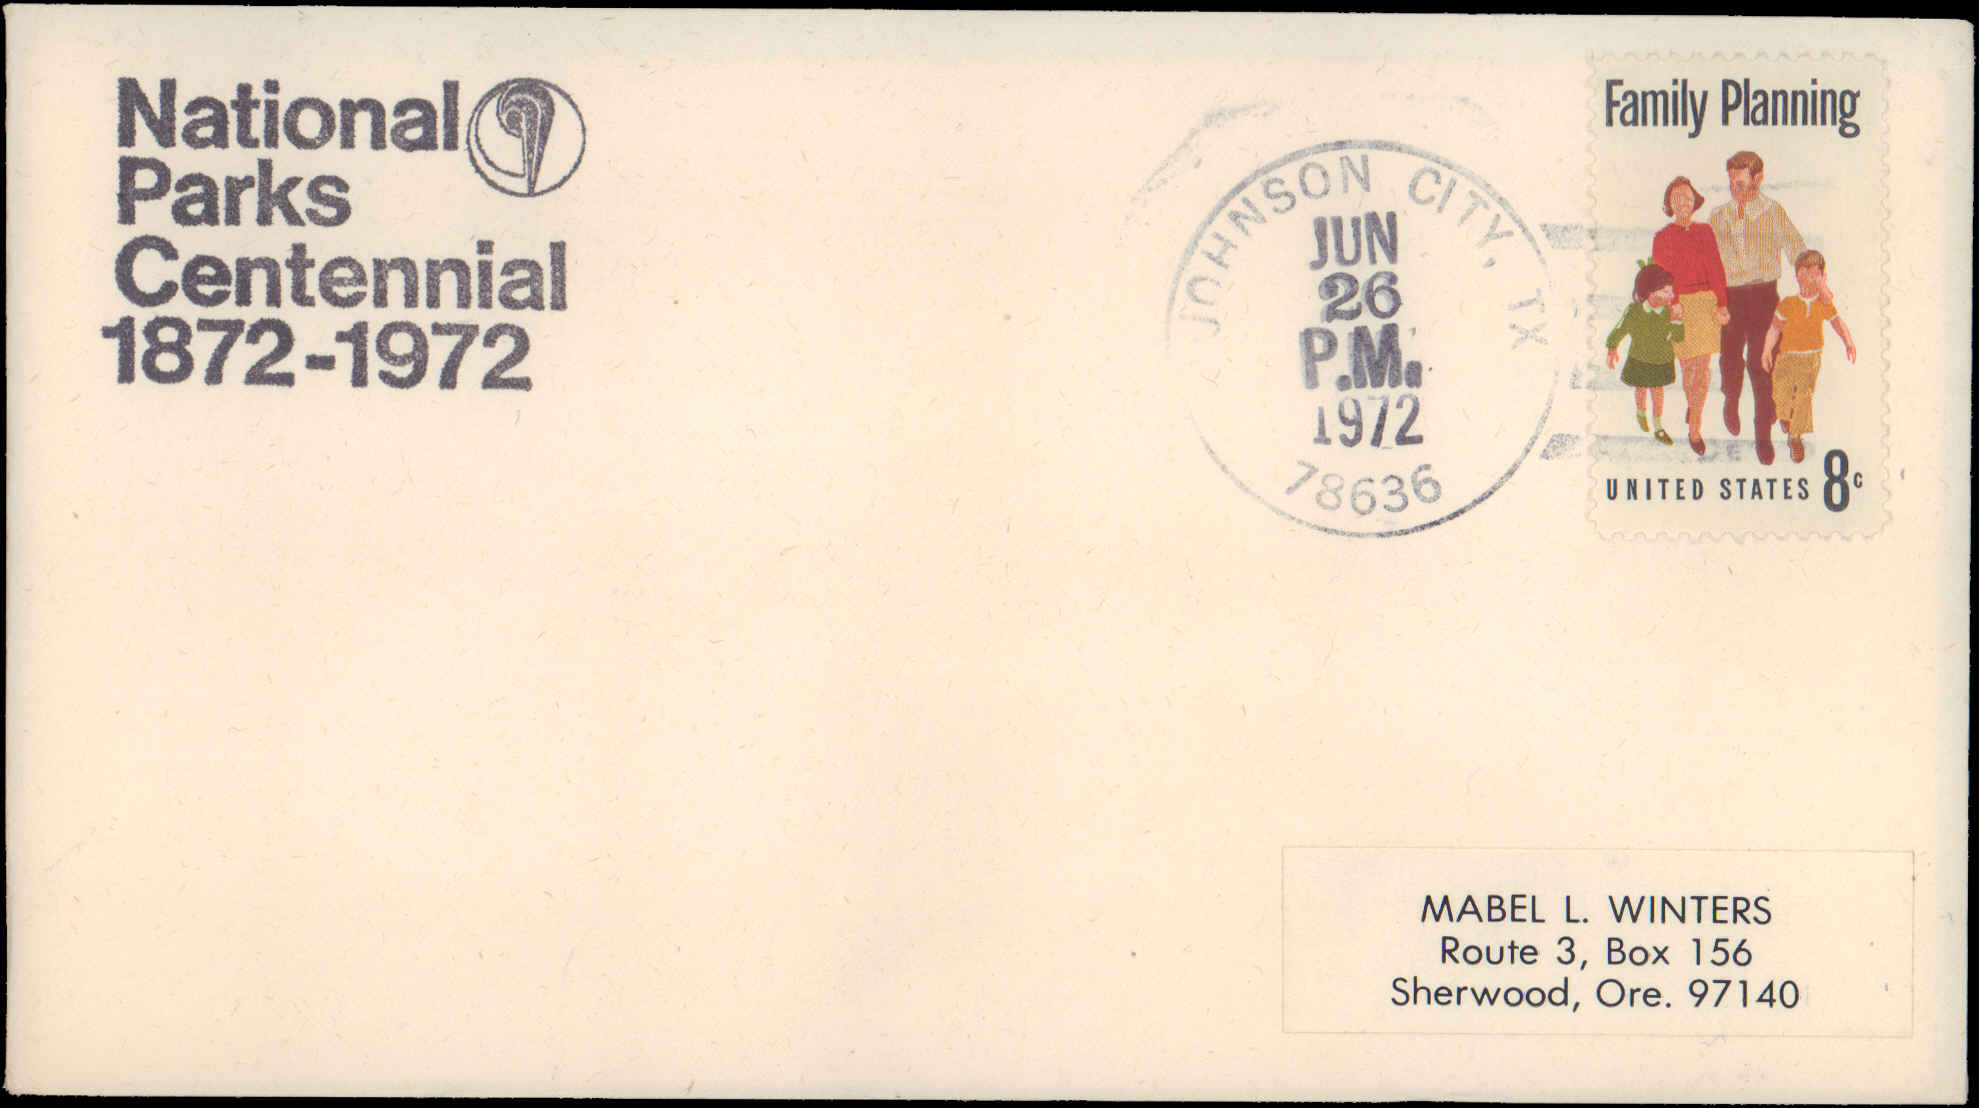 National
Parks
Centennial
1872-1972
JOHNSON CITY, TX
JUN
26
P.M.
1972
78636
Family Planning
UNITED STATES 8c
MABEL L. WINTERS
Route 3, Box 156
Sherwood, Ore. 97140